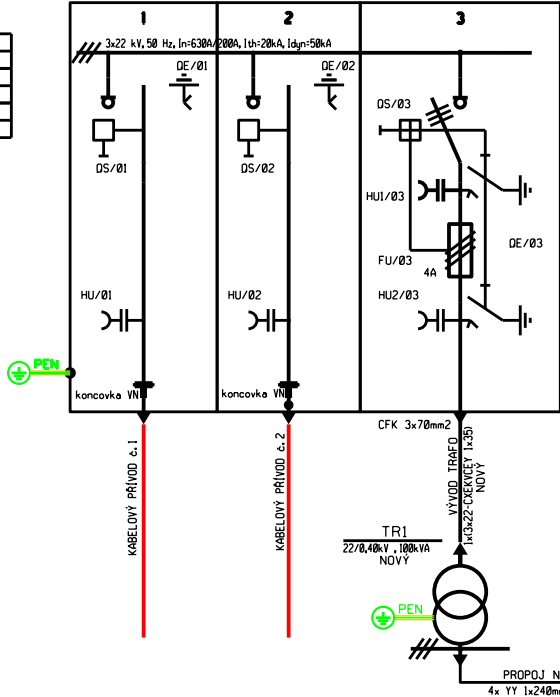 1
2
3
3x22 kV, 50 Hz, In=630A/200A, Ith=20kA, Idyn=50kA
QE/01
QE/02
QS/03
QS/01
QS/02
HU1/03
QE/03
FU/03
4A
HU/01
HU/02
HU2/03
PEN
koncovka VN
koncovka VN
CFK 3x70mm2
KABELOVÝ PŘÍVOD č.1
KABELOVÝ PŘÍVOD č.2
VÝVOD TRAFO
1x(3x22-CXEKVCEY 1x35)
NOVÝ
TR1
22/0,40kV ,100kVA
NOVÝ
PEN
PROPOJ N
4x YY 1x240m